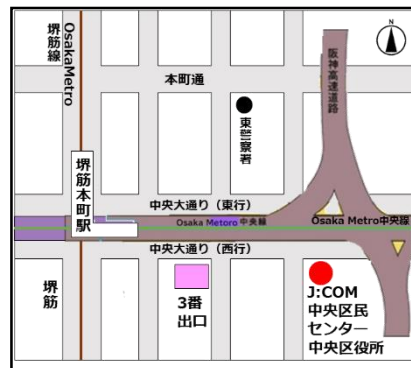 堺筋線
OsakaMetro
N
本町通
阪神高速道路
東警察署
堺筋本町駅
中央大通り（東行）
Osaka Metoro 中央線
Osaka Metro中央線
中央大通り（西行）
堺筋
3番
出口
J:COM
中央区民
センター
中央区役所